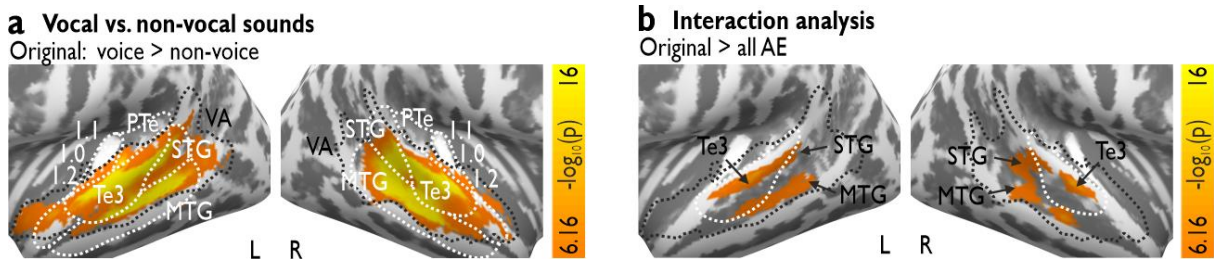 a Vocal vs. non-vocal sounds
Original: voice > non-voice
1.1
1.0
1.2
PTe
VA
STG
Te3
MTG
L
VA
STG
MTG
PTe
1.1
1.0
1.2
Te3
R
16
-log₁₀(p)
6.16
b Interaction analysis
Original > all AE
Te3
STG
MTG
L
STG
MTG
Te3
R
16
-log₁₀(p)
6.16